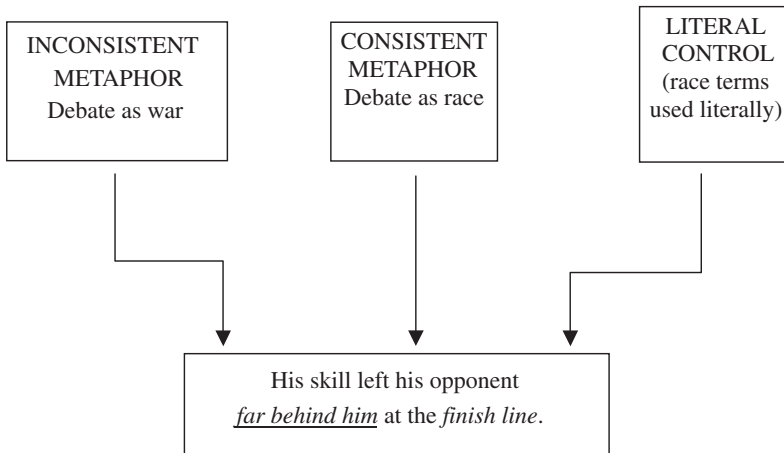 INCONSISTENT
METAPHOR
Debate as war
CONSISTENT
METAPHOR
Debate as race
LITERAL
CONTROL
(race terms
used literally)
His skill left his opponent
far behind him at the finish line.